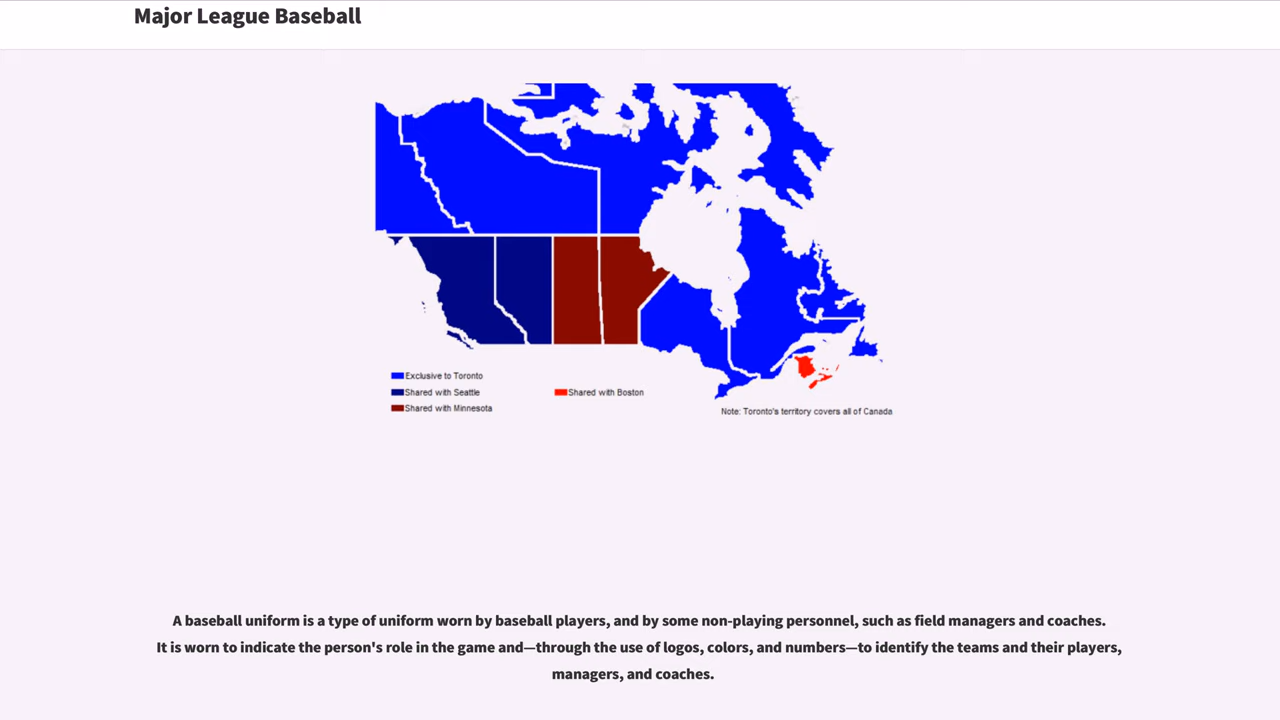 Major League Baseball
Exclusive to Toronto
Shared with Seattle
Shared with Boston
Shared with Minnesota
Note: Toronto's territory covers all of Canada
A baseball uniform is a type of uniform worn by baseball players, and by some non-playing personnel, such as field managers and coaches.
It is worn to indicate the person's role in the game and—through the use of logos, colors, and numbers—to identify the teams and their players,
managers, and coaches.